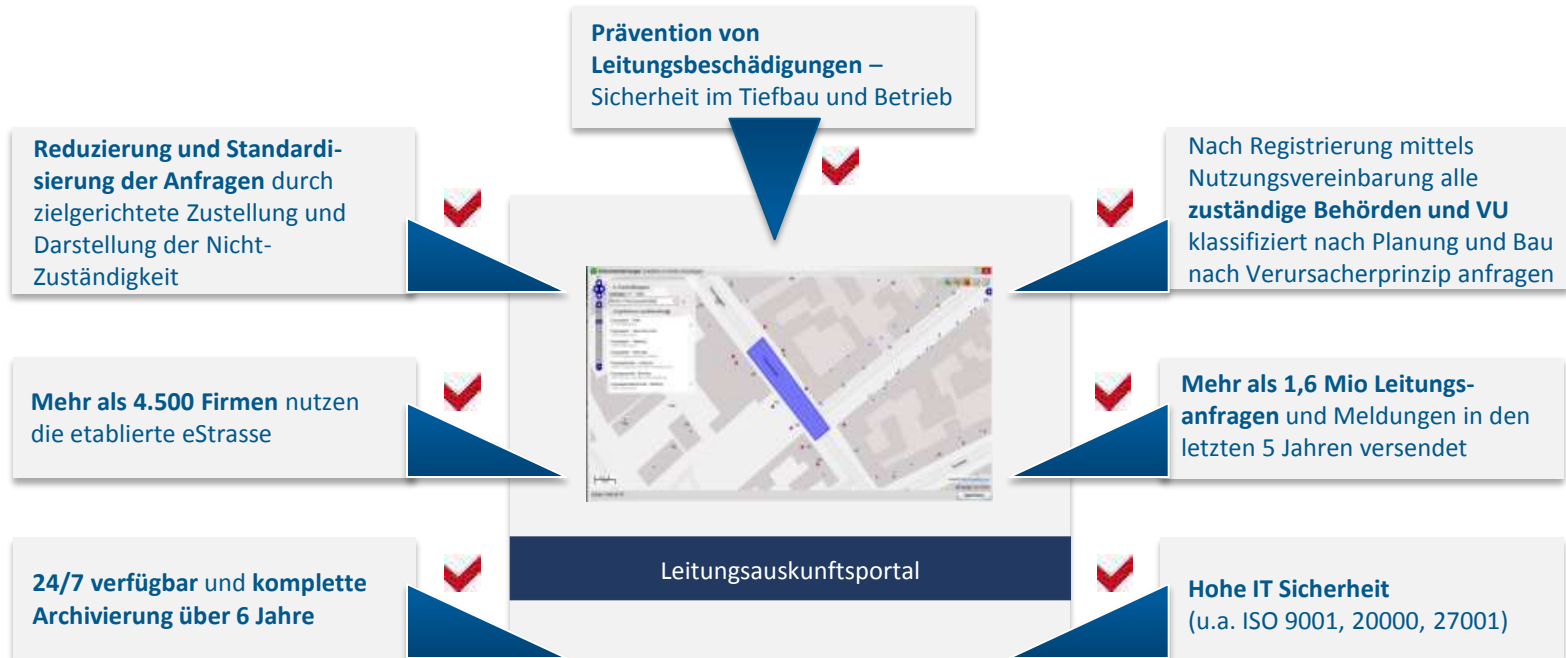 Prävention von
Leitungsbeschädigungen –
Sicherheit im Tiefbau und Betrieb
Reduzierung und Standardi-
sierung der Anfragen durch
zielgerichtete Zustellung und
Darstellung der Nicht-
Zuständigkeit
Nach Registrierung mittels
Nutzungsvereinbarung alle
zuständige Behörden und VU
klassifiziert nach Planung und Bau
nach Verursacherprinzip anfragen
Mehr als 4.500 Firmen nutzen
die etablierte eStrasse
Mehr als 1,6 Mio Leitungs-
anfragen und Meldungen in den
letzten 5 Jahren versendet
Leitungsauskunftsportal
24/7 verfügbar und komplette
Archivierung über 6 Jahre
Hohe IT Sicherheit
(u.a. ISO 9001, 20000, 27001)